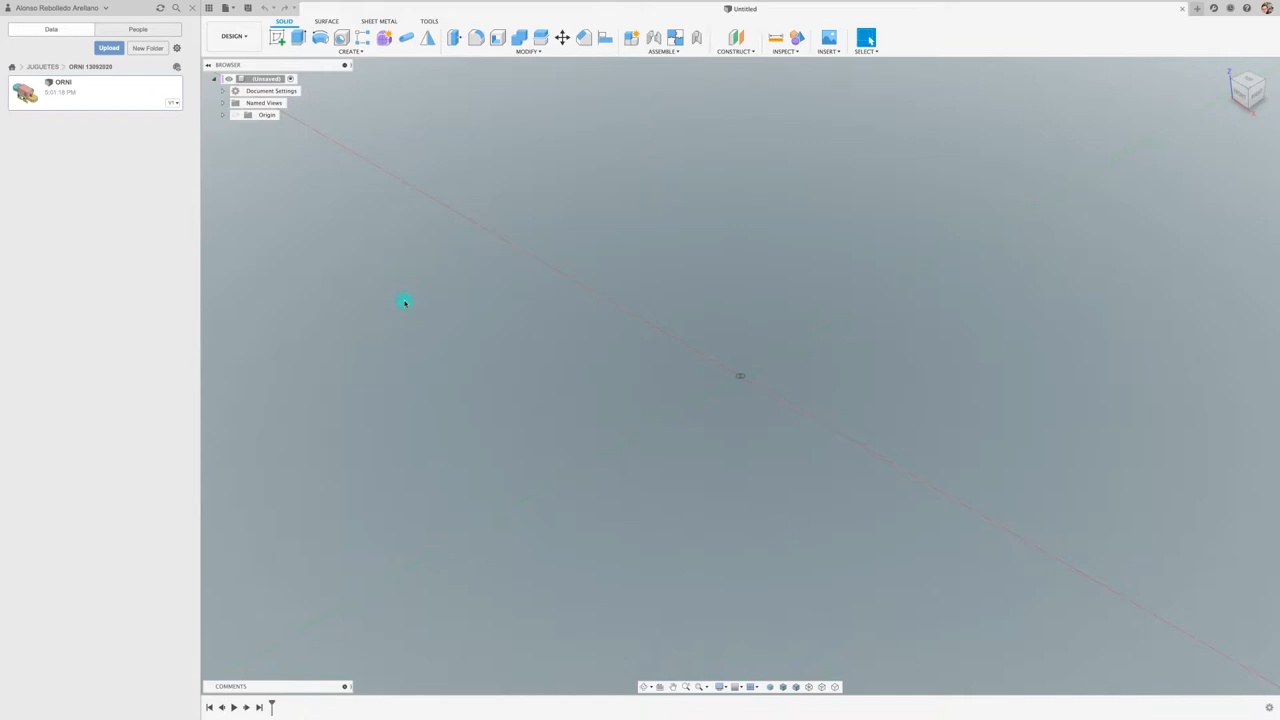 Alonso Rebolledo Arellano
Untitled
Data
People
SOLID
SURFACE
SHEET METAL
TOOLS
DESIGN
Upload
New Folder
CREATE
MODIFY
ASSEMBLE
CONSTRUCT
INSPECT
INSERT
SELECT
JUGUETES
ORNI 13092020
BROWSER
ORNI
5:01:18 PM
V1
(Unsaved)
Document Settings
Named Views
Origin
Z
X
COMMENTS